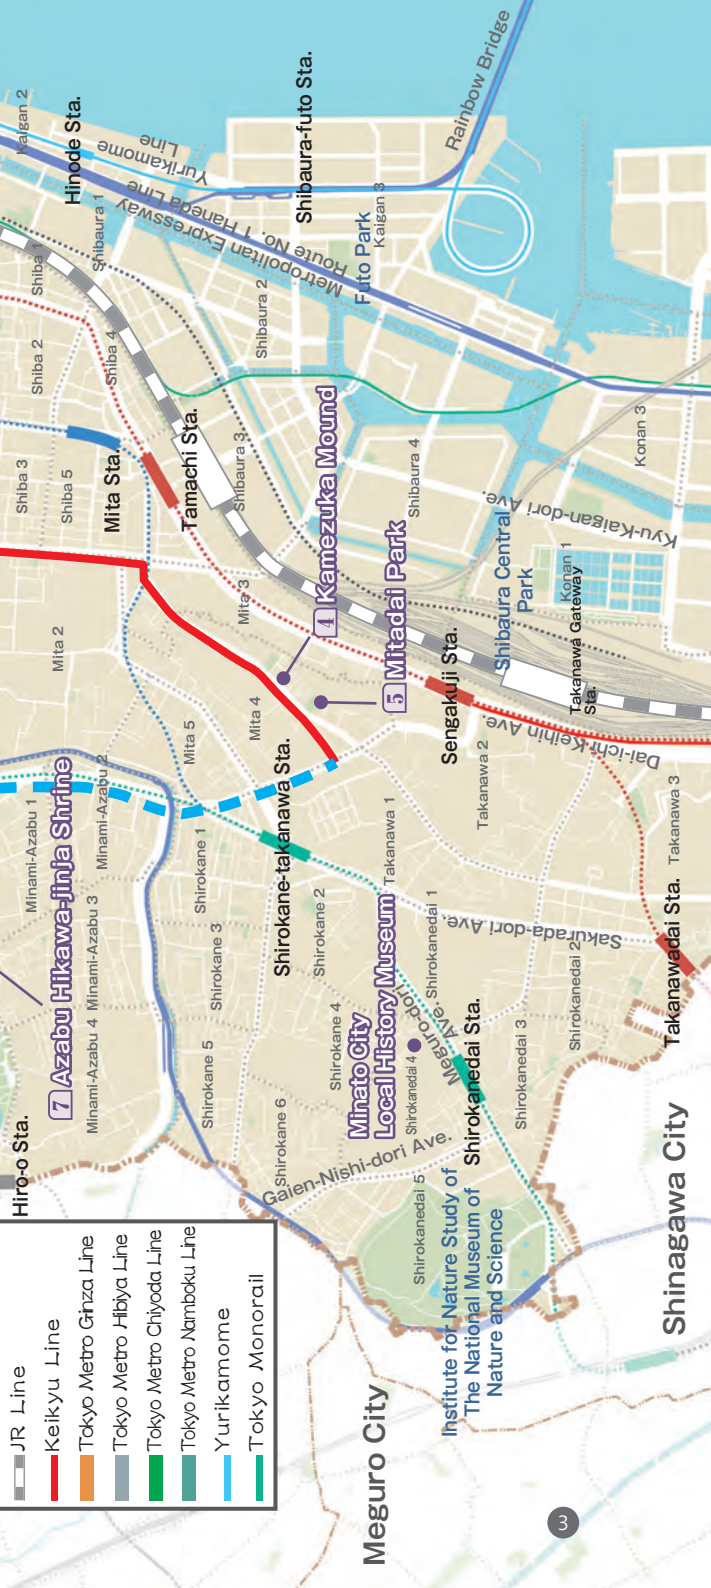 JR Line
Keikyu Line
Tokyo Metro Ginza Line
Tokyo Metro Hibiya Line
Tokyo Metro Chiyoda Line
Tokyo Metro Namboku Line
Yurikamome
Tokyo Monorail
Hiro-o Sta.
7 Azabu Hikawa-jinja Shrine
Minami-Azabu 1
Minami-Azabu 2
Minami-Azabu 3
Minami-Azabu 4
Mita 2
Shiba 3
Shiba 5
Shiba 2
Shiba 1
Shiba 4
Kaigan 2
Hinode Sta.
Yurikamome
Line
Shibaura 1
Metropolitan Expressway
Route No. 1 Haneda Line
Mita Sta.
Tamachi Sta.
Shibaura 3
Shibaura 2
Shibaura-futo Sta.
Futo Park
Kaigan 3
Rainbow Bridge
Mita 5
Mita 4
Mita 3
4 Kamezuka Mound
5 Mitadai Park
Shibaura 4
Shirokane 1
Shirokane 3
Shirokane 5
Shirokane-takanawa Sta.
Shirokane 2
Shirokane 4
Shirokane 6
Gaien-Nishi-dori Ave.
Minato City
Local History Museum
Shirokanedai 4
Takanawa 1
Shirokanedai 1
Meguro-dori
Ave.
Sakurada-dori Ave
Sengakuji Sta.
Takanawa 2
Dai-ichi-Keihin Ave.
Shibaura Central
Park
Kyu-Kaigan-dori Ave
Konan 1
Konan 3
Takanawa Gateway
Sta.
Shirokanedai Sta.
Shirokanedai 3
Shirokanedai 2
Shirokanedai 5
Takanawa 3
Takanawadai Sta.
Institute for Nature Study of
The National Museum of
Nature and Science
Meguro City
Shinagawa City
3